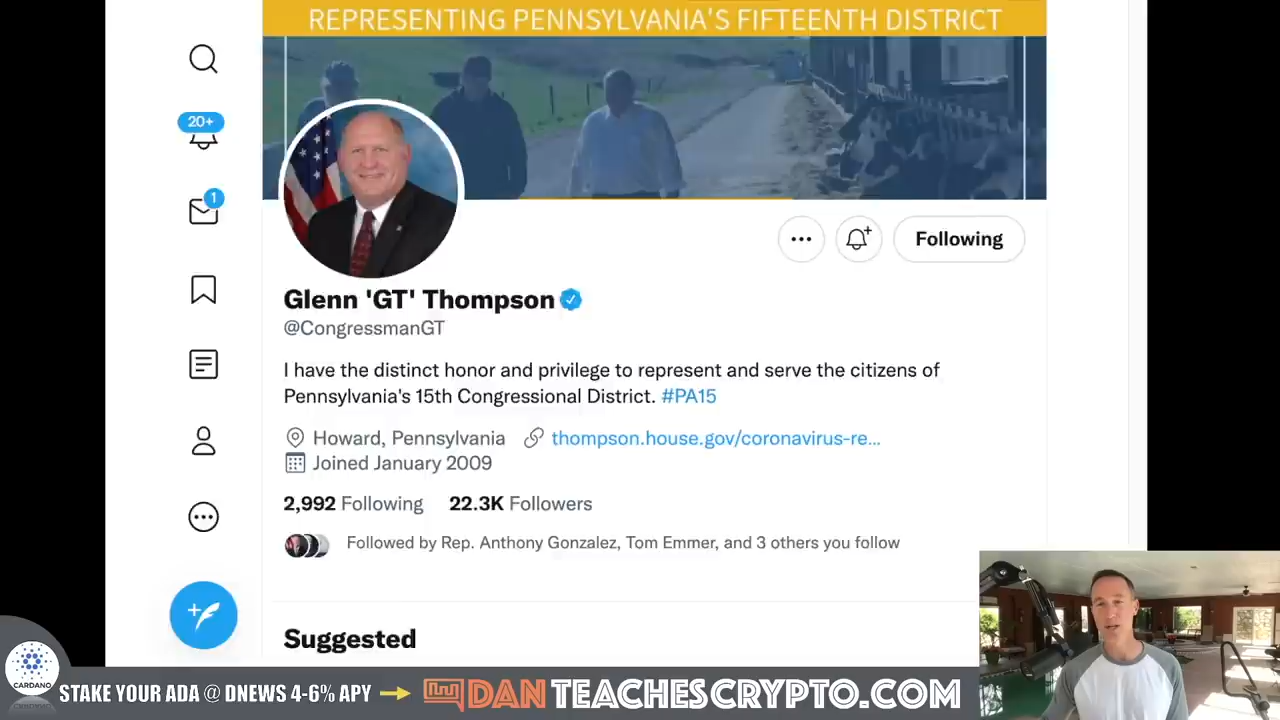 REPRESENTING PENNSYLVANIA'S FIFTEENTH DISTRICT
20+
1
Following
Glenn 'GT' Thompson
@CongressmanGT
I have the distinct honor and privilege to represent and serve the citizens of
Pennsylvania's 15th Congressional District. #PA15
Howard, Pennsylvania thompson.house.gov/coronavirus-re...
Joined January 2009
2,992 Following 22.3K Followers
Followed by Rep. Anthony Gonzalez, Tom Emmer, and 3 others you follow
Suggested
CARDANO
STAKE YOUR ADA @ DNEWS 4-6% APY DANTEACHESCRYPTO.COM